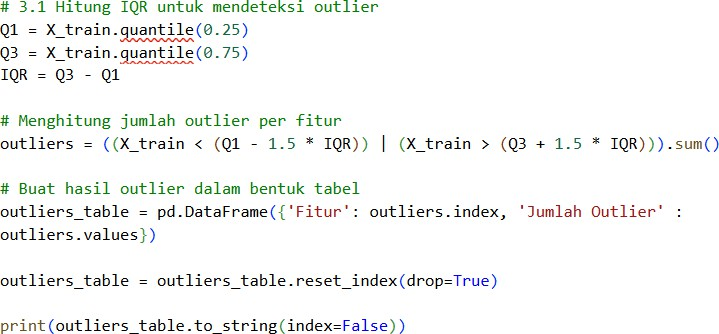 # 3.1 Hitung IQR untuk mendeteksi outlier
Q1 = X_train.quantile(0.25)
Q3 = X_train.quantile(0.75)
IQR = Q3 - Q1
# Menghitung jumlah outlier per fitur
outliers = ((X_train < (Q1 - 1.5 * IQR)) | (X_train > (Q3 + 1.5 * IQR))).sum()
# Buat hasil outlier dalam bentuk tabel
outliers_table = pd.DataFrame({'Fitur': outliers.index, 'Jumlah Outlier' :
outliers.values})
outliers_table = outliers_table.reset_index(drop=True)
print(outliers_table.to_string(index=False))